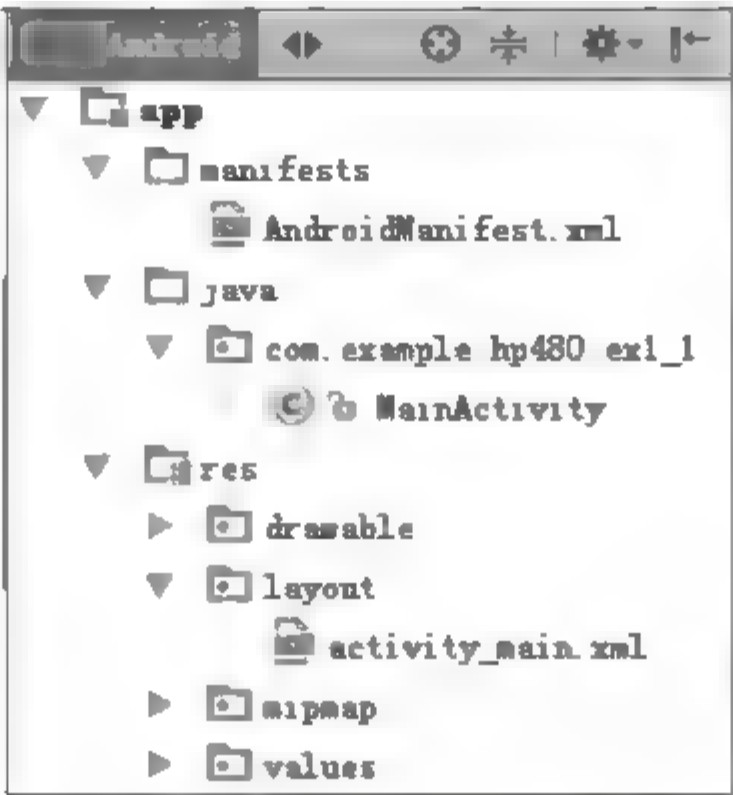 Android
app
manifests
AndroidManifest.xml
java
com.example hp480 ex1_1
MainActivity
res
drawable
layout
activity_main.xml
mipmap
values